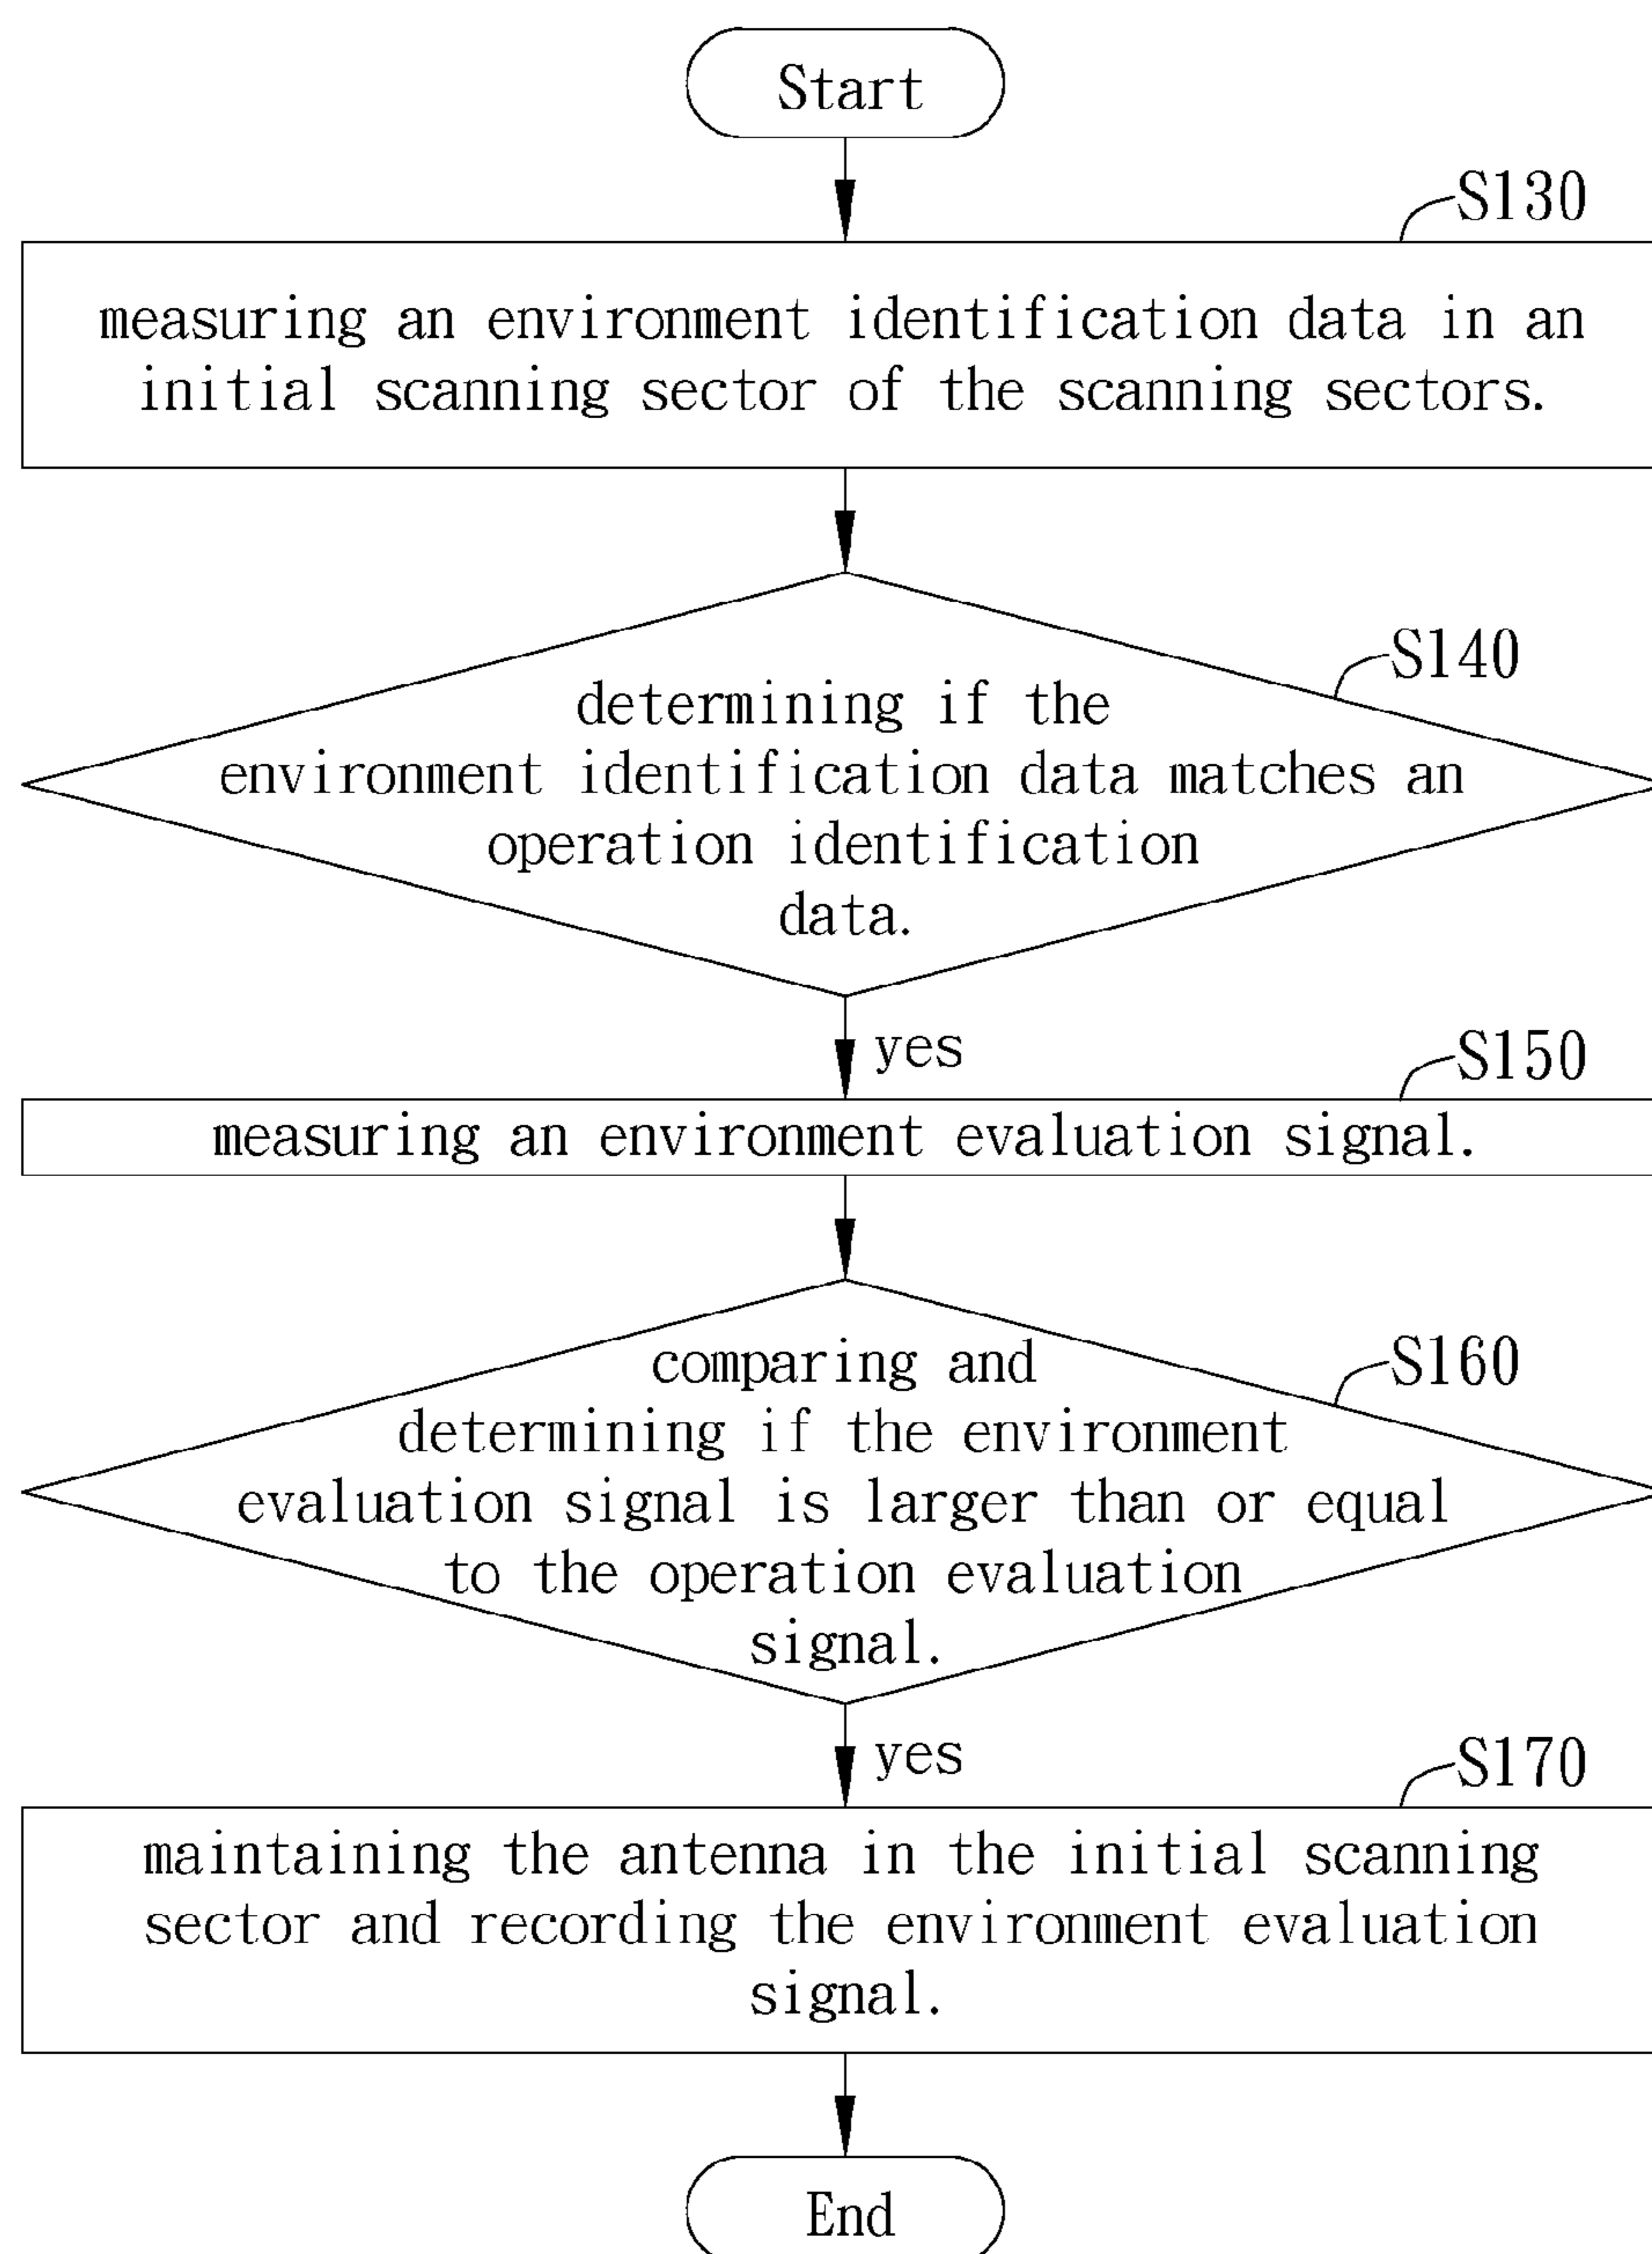 Start
S130
measuring an environment identification data in an
initial scanning sector of the scanning sectors.
S140
determining if the
environment identification data matches an
operation identification
data.
yes
S150
measuring an environment evaluation signal.
S160
comparing and
determining if the environment
evaluation signal is larger than or equal
to the operation evaluation
signal.
yes
S170
maintaining the antenna in the initial scanning
sector and recording the environment evaluation
signal.
End